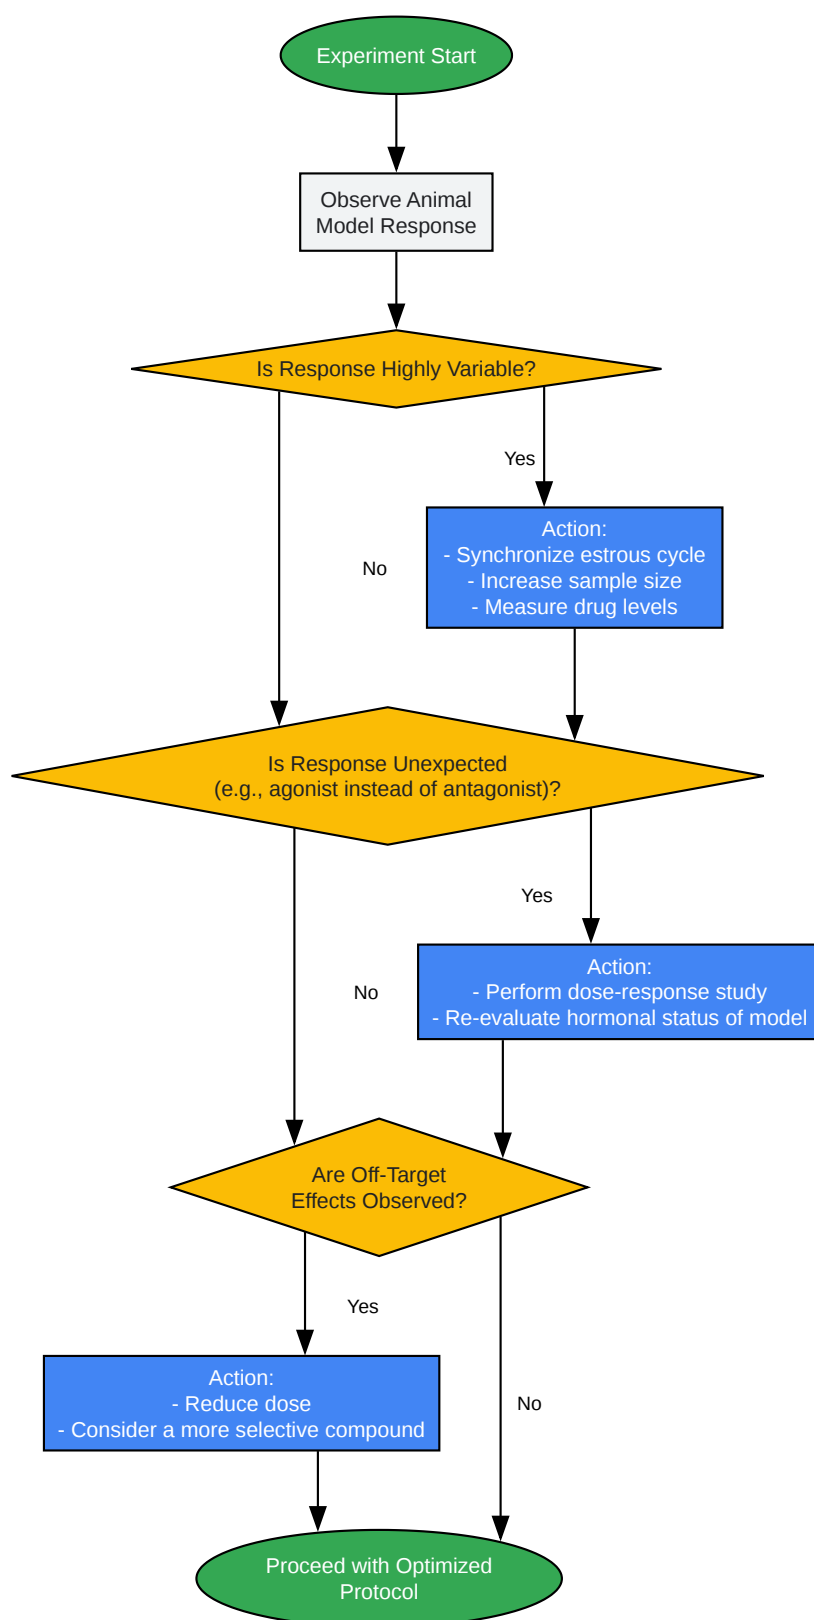 Experiment Start
Observe Animal
Model Response
Is Response Highly Variable?
Yes
Action:
- Synchronize estrous cycle
- Increase sample size
- Measure drug levels
No
Is Response Unexpected
(e.g., agonist instead of antagonist)?
Yes
Action:
- Perform dose-response study
- Re-evaluate hormonal status of model
No
Are Off-Target
Effects Observed?
Yes
Action:
- Reduce dose
- Consider a more selective compound
No
Proceed with Optimized
Protocol